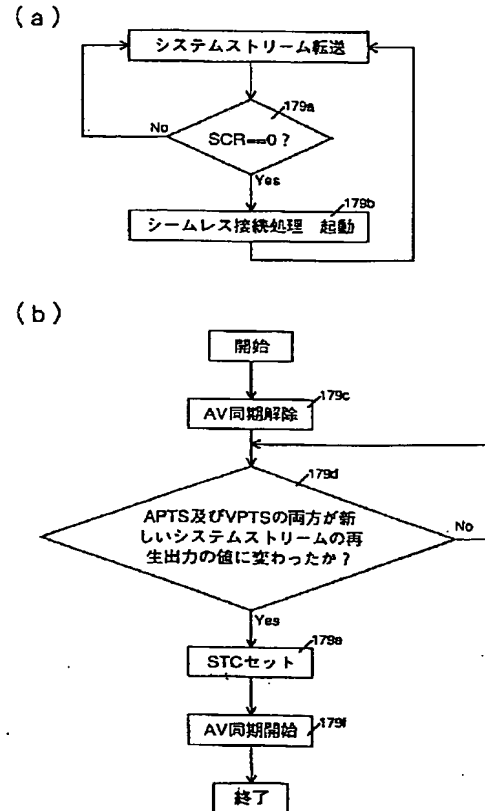 (a)
システムストリーム転送
179a
No
SCR==0?
Yes
179b
シームレス接続処理 起動
(b)
開始
179c
AV同期解除
179d
APTS及びVPTSの両方が新
しいシステムストリームの再
生出力の値に変わったか?
No
Yes
179e
STCセット
179f
AV同期開始
終了